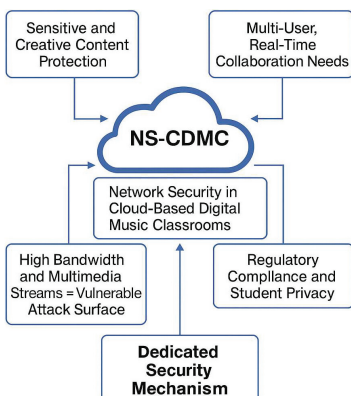 Sensitive and
Creative Content
Protection
Multi-User,
Real-Time
Collaboration Needs
NS-CDMC
Network Security in
Cloud-Based Digital
Music Classrooms
High Bandwidth
and Multimedia
Streams = Vulnerable
Attack Surface
Regulatory
Compllance and
Student Privacy
Dedicated
Security
Mechanism